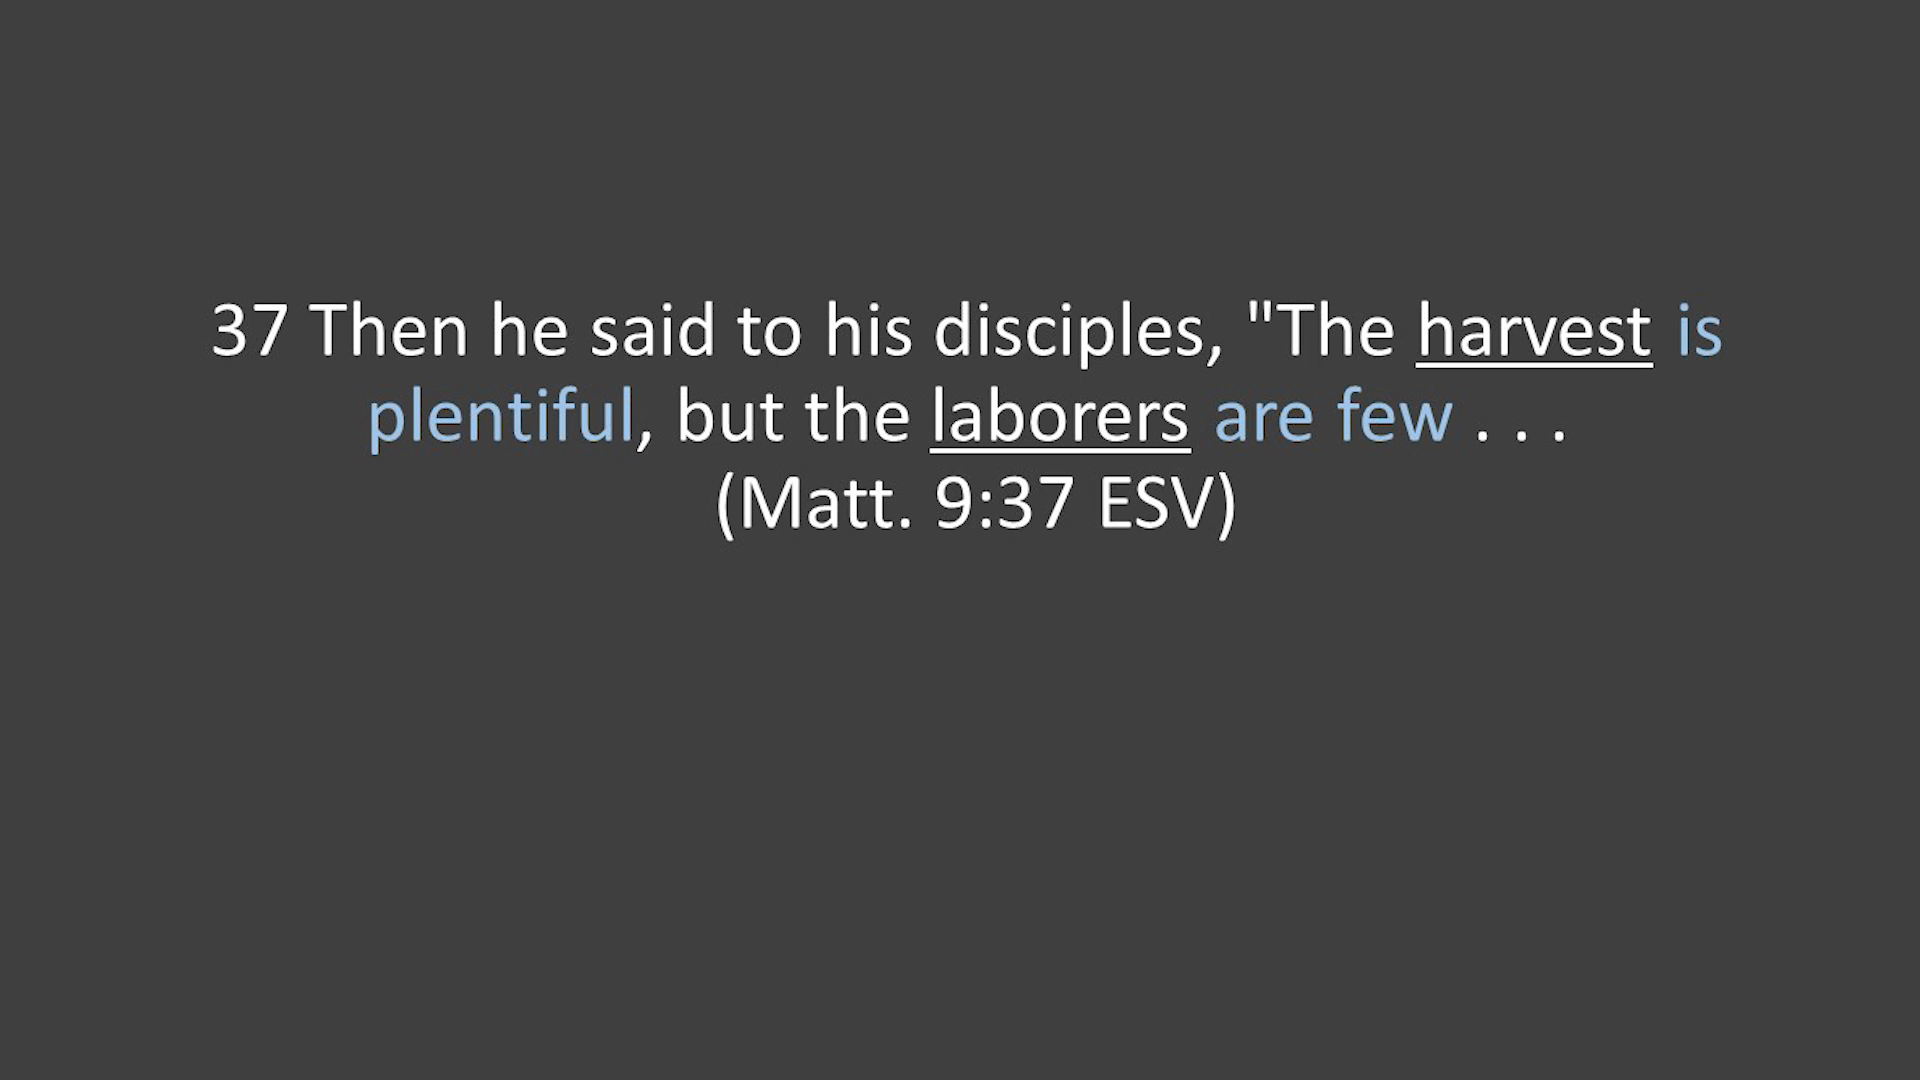 37 Then he said to his disciples, "The harvest is
plentiful, but the laborers are few . . .
(Matt. 9:37 ESV)